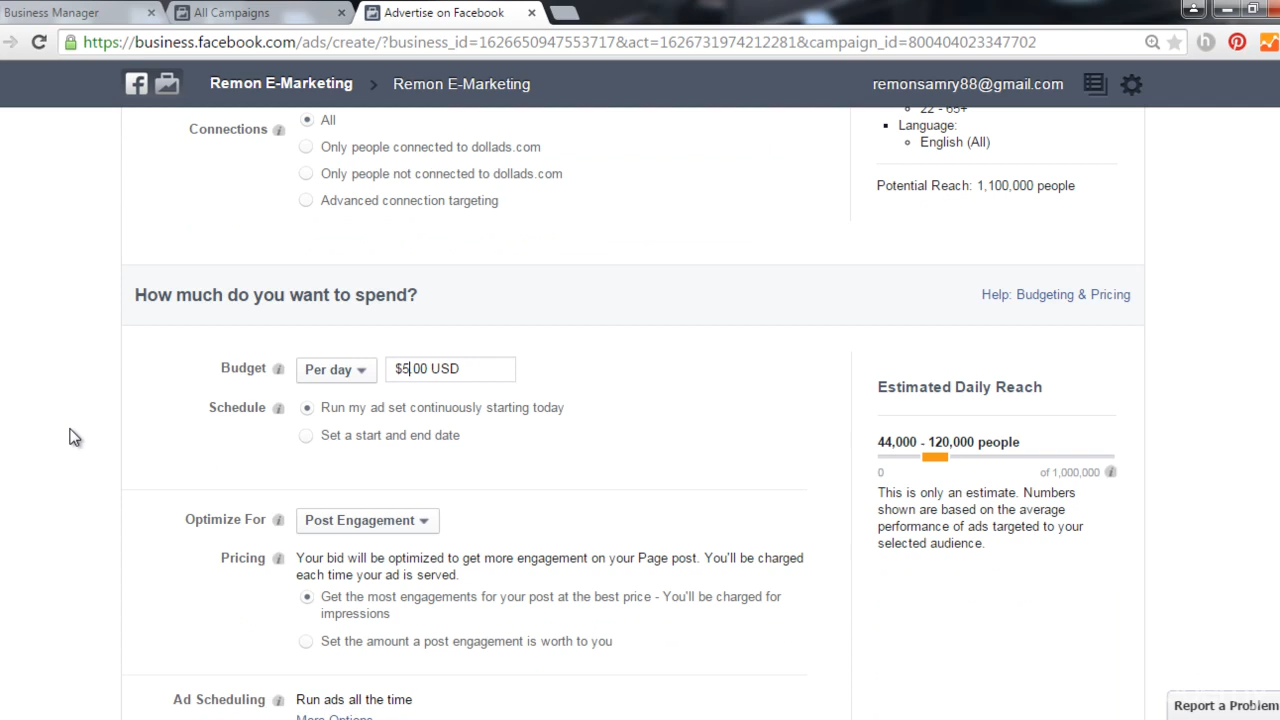 Business Manager
All Campaigns
Advertise on Facebook
https://business.facebook.com/ads/create/?business_id=1626650947553717&act=1626731974212281&campaign_id=800404023347702
Remon E-Marketing
Remon E-Marketing
remonsamry88@gmail.com
Connections
All
Only people connected to dollads.com
Only people not connected to dollads.com
Advanced connection targeting
22 - 65+
Language:
English (All)
Potential Reach: 1,100,000 people
How much do you want to spend?
Help: Budgeting & Pricing
Budget
Per day
$5.00 USD
Schedule
Run my ad set continuously starting today
Set a start and end date
Estimated Daily Reach
44,000 - 120,000 people
0
of 1,000,000
This is only an estimate. Numbers
shown are based on the average
performance of ads targeted to your
selected audience.
Optimize For
Post Engagement
Pricing
Your bid will be optimized to get more engagement on your Page post. You'll be charged
each time your ad is served.
Get the most engagements for your post at the best price - You'll be charged for
impressions
Set the amount a post engagement is worth to you
Ad Scheduling
Run ads all the time
More Options
Report a Problem